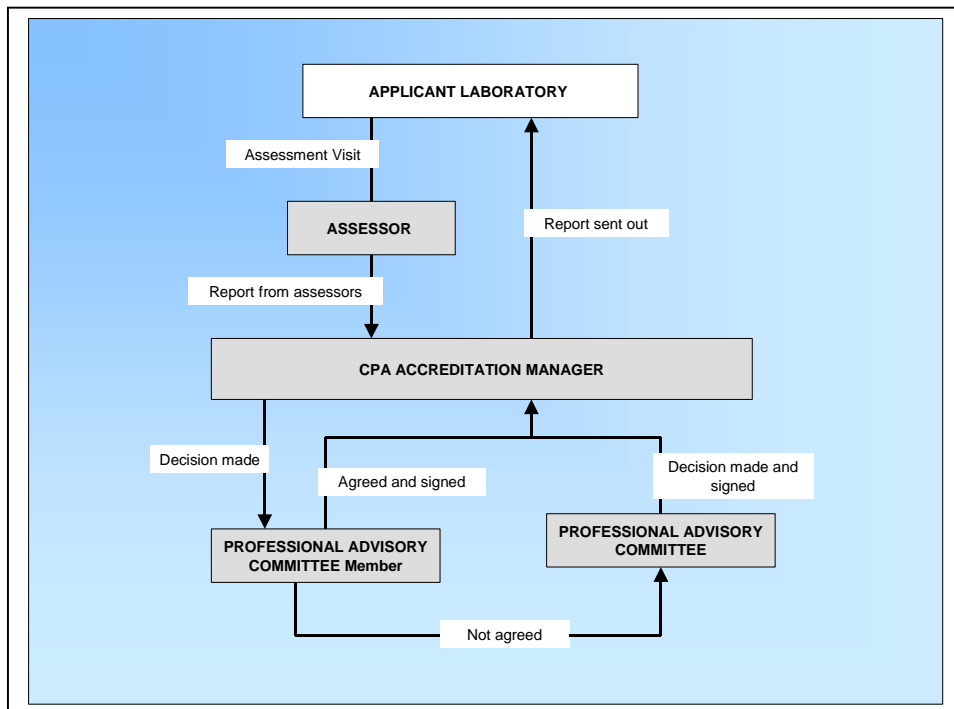 APPLICANT LABORATORY
Assessment Visit
ASSESSOR
Report sent out
Report from assessors
CPA ACCREDITATION MANAGER
Decision made
Agreed and signed
Decision made and
signed
PROFESSIONAL ADVISORY
COMMITTEE Member
PROFESSIONAL ADVISORY
COMMITTEE
Not agreed